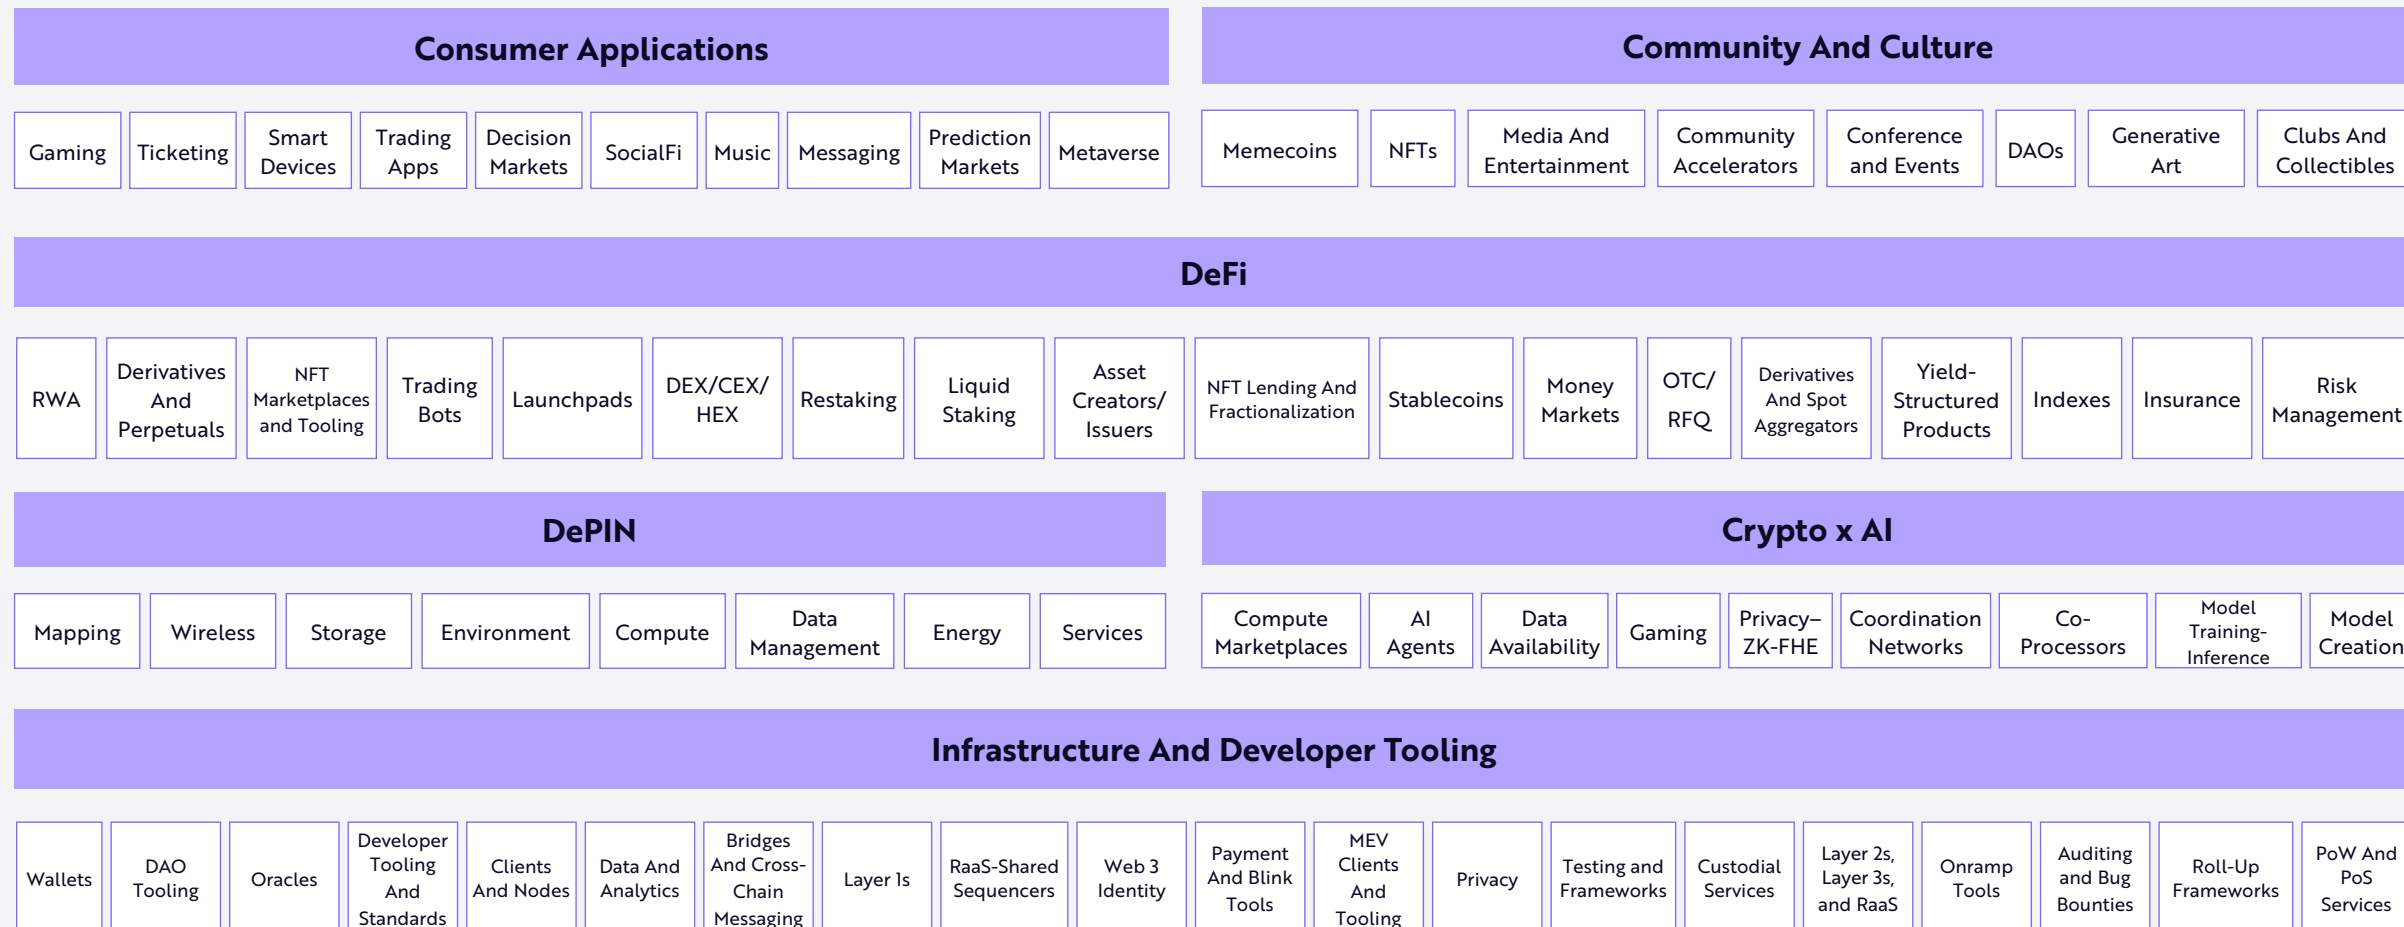 Consumer Applications
Community And Culture
Gaming
Ticketing
Smart
Devices
Trading
Apps
Decision
Markets
SocialFi
Music
Messaging
Prediction
Markets
Metaverse
Memecoins
NFTs
Media And
Entertainment
Community
Accelerators
Conference
and Events
DAOs
Generative
Art
Clubs And
Collectibles
DeFi
RWA
Derivatives
And
Perpetuals
NFT
Marketplaces
and Tooling
Trading
Bots
Launchpads
DEX/CEX/
HEX
Restaking
Liquid
Staking
Asset
Creators/
Issuers
NFT Lending And
Fractionalization
Stablecoins
Money
Markets
OTC/
RFQ
Derivatives
And Spot
Aggregators
Yield-
Structured
Products
Indexes
Insurance
Risk
Management
DePIN
Crypto x AI
Mapping
Wireless
Storage
Environment
Compute
Data
Management
Energy
Services
Compute
Marketplaces
AI
Agents
Data
Availability
Gaming
Privacy–
ZK-FHE
Coordination
Networks
Co-
Processors
Model
Training-
Inference
Model
Creation
Infrastructure And Developer Tooling
Wallets
DAO
Tooling
Oracles
Developer
Tooling
And
Standards
Clients
And Nodes
Data And
Analytics
Bridges
And Cross-
Chain
Messaging
Layer 1s
RaaS-Shared
Sequencers
Web 3
Identity
Payment
And Blink
Tools
MEV
Clients
And
Tooling
Privacy
Testing and
Frameworks
Custodial
Services
Layer 2s,
Layer 3s,
and RaaS
Onramp
Tools
Auditing
and Bug
Bounties
Roll-Up
Frameworks
PoW And
PoS
Services